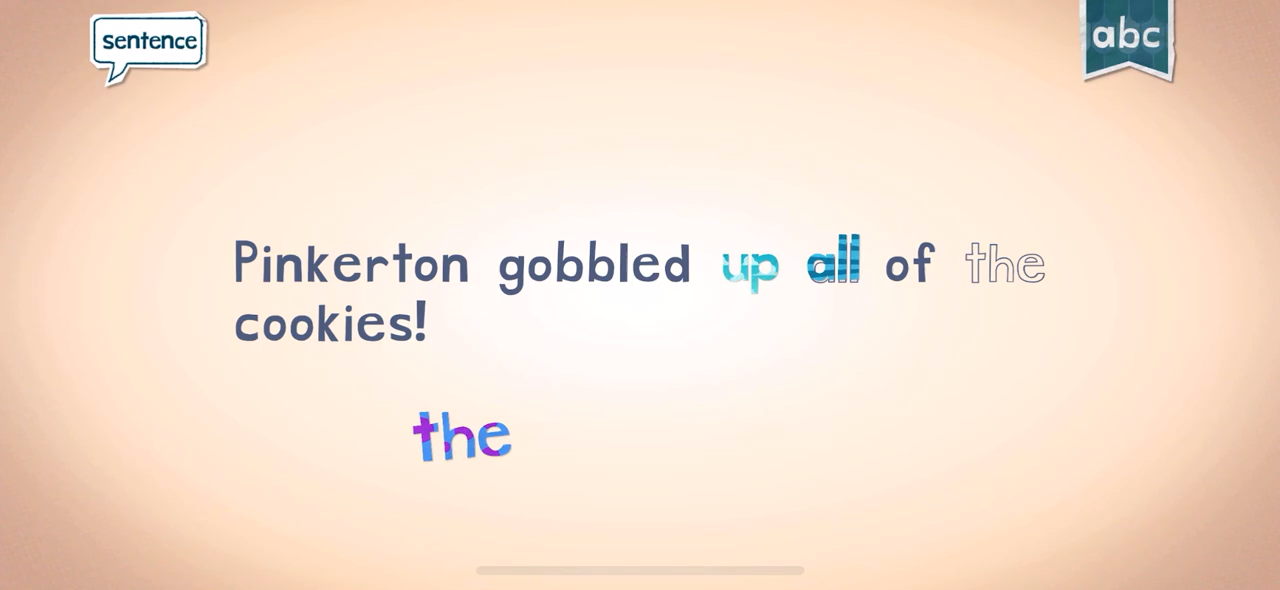 sentence
abc
Pinkerton gobbled up all of the
cookies!
the